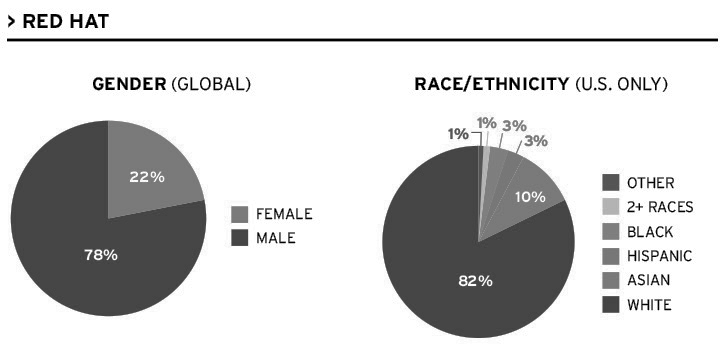 > RED HAT
GENDER (GLOBAL)
22%
78%
FEMALE
MALE
RACE/ETHNICITY (U.S. ONLY)
1%
1%
3%
3%
10%
82%
OTHER
2+ RACES
BLACK
HISPANIC
ASIAN
WHITE